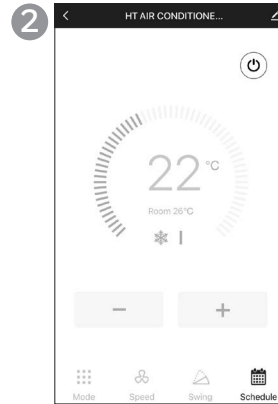 2
HT AIR CONDITIONE...
22 °C
Room 26°C
− +
Mode Speed Swing Schedule